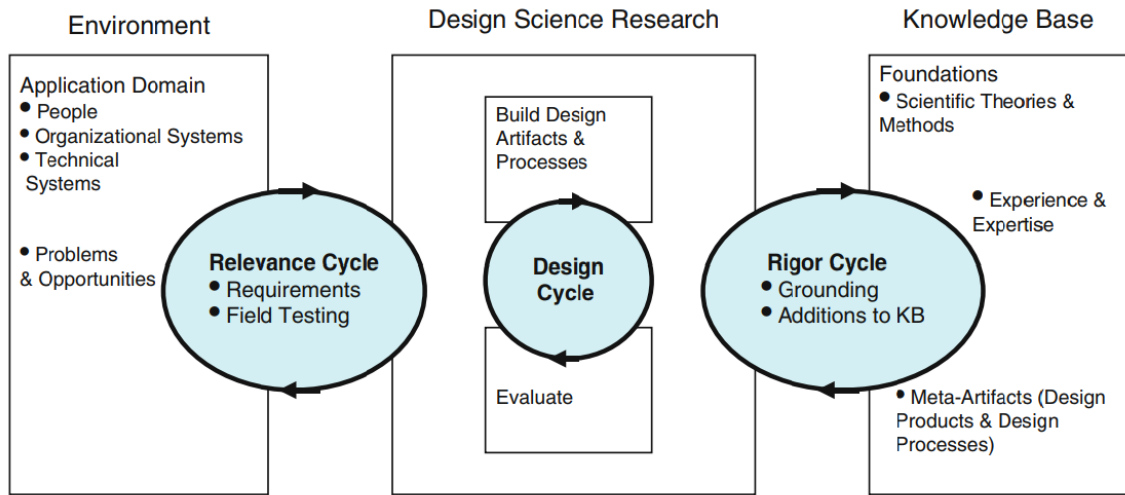 Environment
Design Science Research
Knowledge Base
Application Domain
• People
• Organizational Systems
• Technical
Systems
• Problems
& Opportunities
Relevance Cycle
• Requirements
• Field Testing
Build Design
Artifacts &
Processes
Design
Cycle
Evaluate
Rigor Cycle
• Grounding
• Additions to KB
Foundations
• Scientific Theories &
Methods
• Experience &
Expertise
• Meta-Artifacts (Design
Products & Design
Processes)